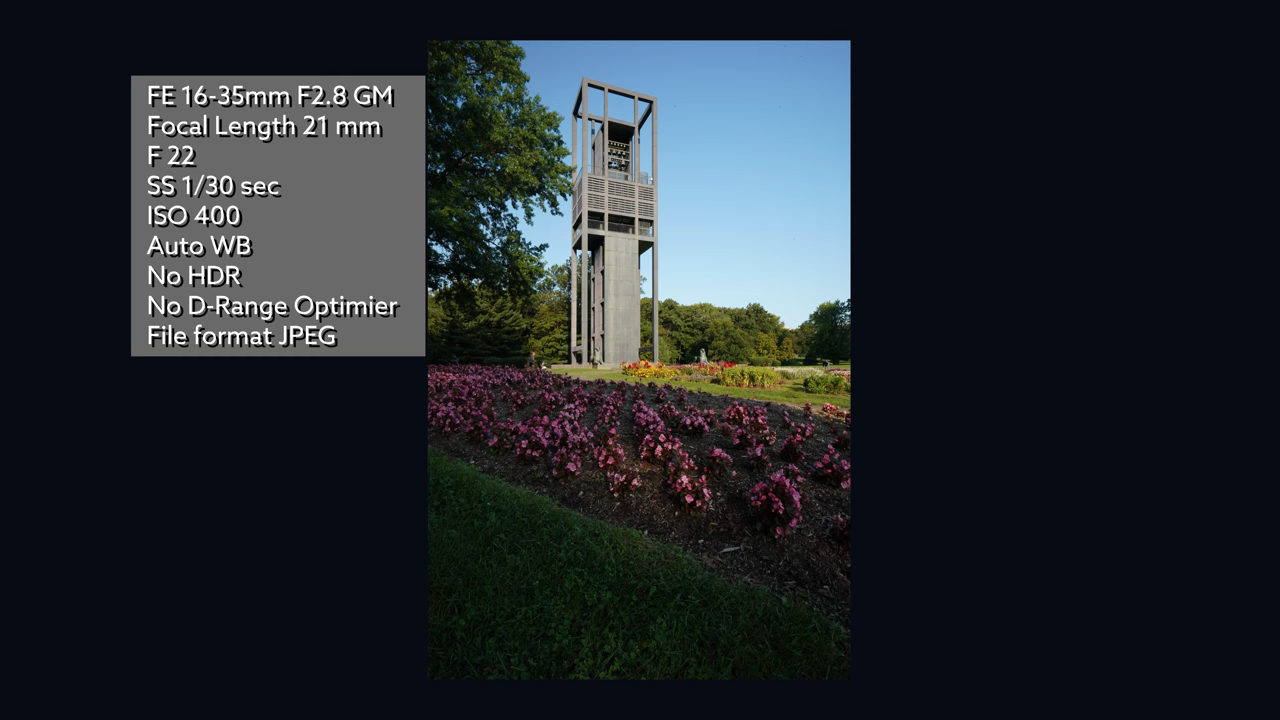 FE 16-35mm F2.8 GM
Focal Length 21 mm
F 22
SS 1/30 sec
ISO 400
Auto WB
No HDR
No D-Range Optimier
File format JPEG